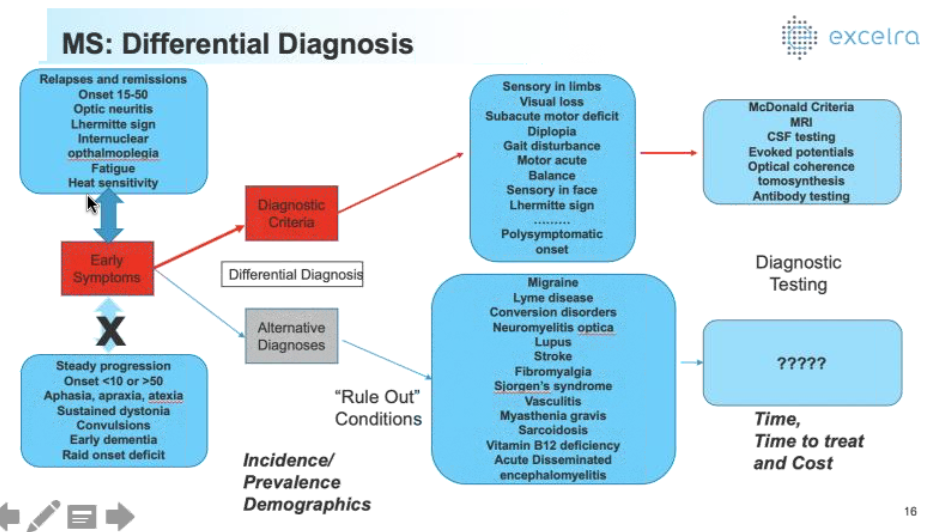 MS: Differential Diagnosis
excelra
Relapses and remissions
Onset 15-50
Optic neuritis
Lhermitte sign
Internuclear
opthalmoplegia
Fatigue
Heat sensitivity
Early
Symptoms
X
Steady progression
Onset <10 or >50
Aphasia, apraxia, atexia
Sustained dystonia
Convulsions
Early dementia
Raid onset deficit
Diagnostic
Criteria
Differential Diagnosis
Alternative
Diagnoses
"Rule Out"
Conditions
Incidence/
Prevalence
Demographics
Sensory in limbs
Visual loss
Subacute motor deficit
Diplopia
Gait disturbance
Motor acute
Balance
Sensory in face
Lhermitte sign
.........
Polysymptomatic
onset
Migraine
Lyme disease
Conversion disorders
Neuromyelitis optica
Lupus
Stroke
Fibromyalgia
Sjorgen's syndrome
Vasculitis
Myasthenia gravis
Sarcoidosis
Vitamin B12 deficiency
Acute Disseminated
encephalomyelitis
McDonald Criteria
MRI
CSF testing
Evoked potentials
Optical coherence
tomosynthesis
Antibody testing
Diagnostic
Testing
?????
Time,
Time to treat
and Cost
16